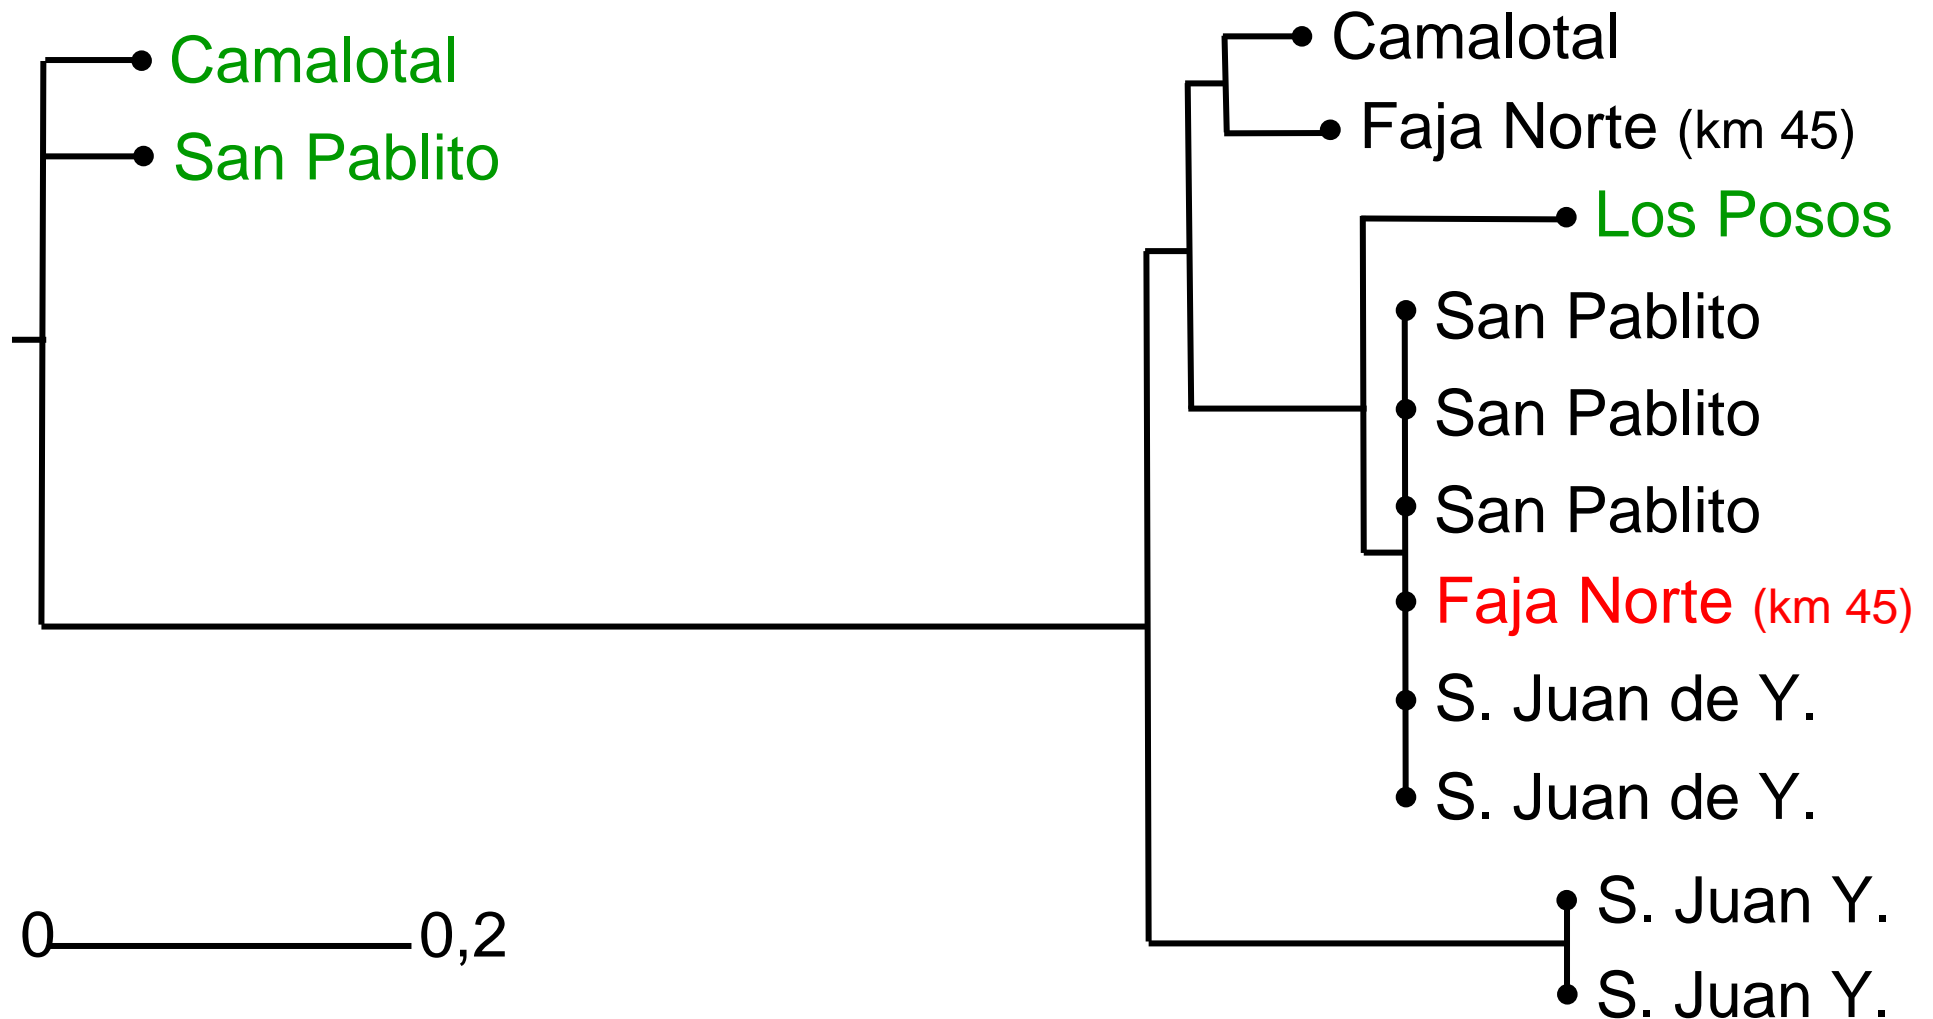 Camalotal
San Pablito
Camalotal
Faja Norte (km 45)
Los Posos
San Pablito
San Pablito
San Pablito
Faja Norte (km 45)
S. Juan de Y.
S. Juan de Y.
S. Juan Y.
S. Juan Y.
0 0,2